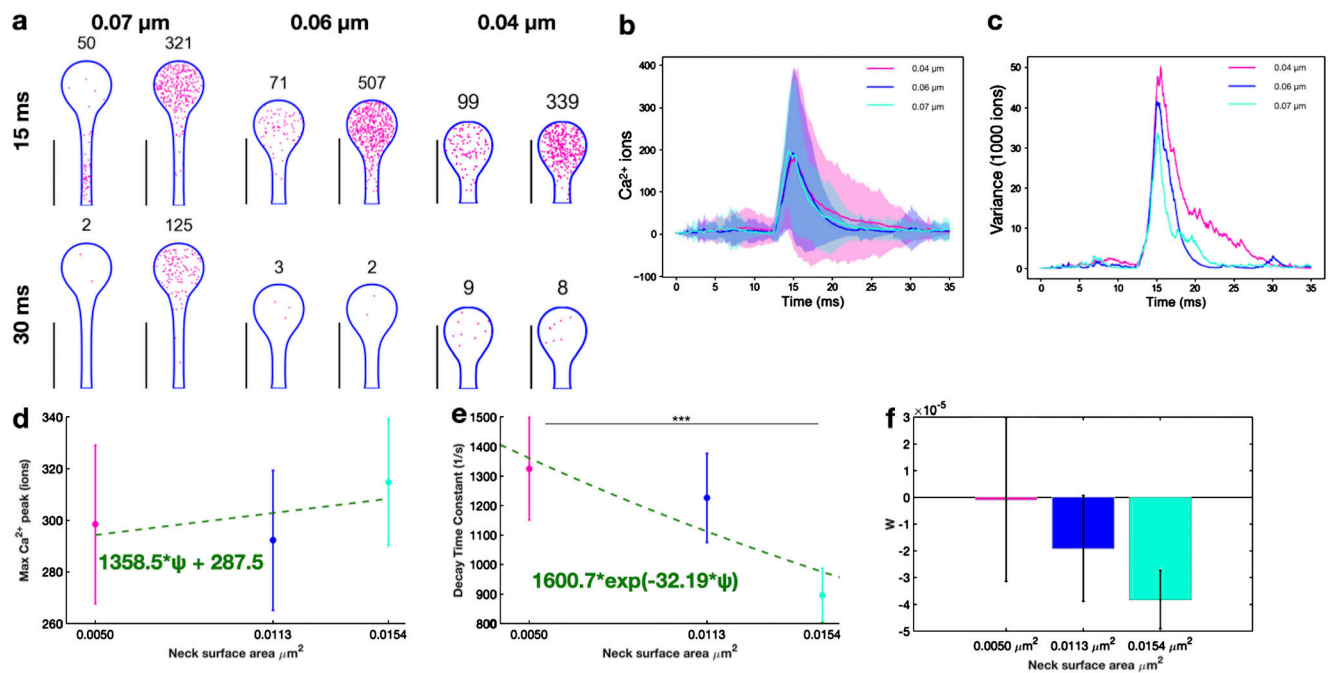 a
0.07 µm
0.06 µm
0.04 µm
15 ms
50
321
71
507
99
339
30 ms
2
125
3
2
9
8
b
400
300
200
100
0
−100
Ca2+ ions
0
5
10
15
20
25
30
35
Time (ms)
0.04 µm
0.06 µm
0.07 µm
c
50
40
30
20
10
0
Variance (1000 ions)
0
5
10
15
20
25
30
35
Time (ms)
0.04 µm
0.06 µm
0.07 µm
d
340
320
300
280
260
Max Ca2+ peak (ions)
1358.5*ψ + 287.5
0.0050
0.0113
0.0154
Neck surface area µm2
e
1500
1400
1300
1200
1100
1000
900
800
Decay Time Constant (1/s)
***
1600.7*exp(-32.19*ψ)
0.0050
0.0113
0.0154
Neck surface area µm2
f
×10-5
3
2
1
0
-1
-2
-3
-4
-5
W
0.0050 µm2
0.0113 µm2
0.0154 µm2
Neck surface area µm2